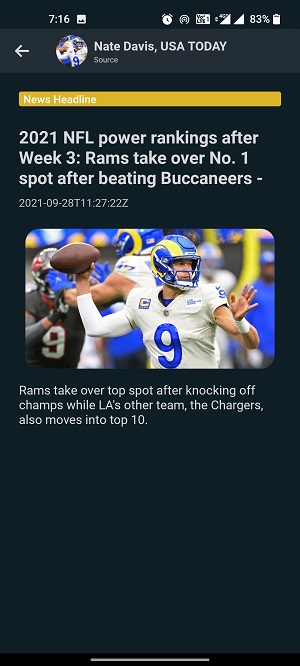 7:16
83%
Nate Davis, USA TODAY
Source
News Headline
2021 NFL power rankings after
Week 3: Rams take over No. 1
spot after beating Buccaneers -
2021-09-28T11:27:22Z
9
9
9
Rams take over top spot after knocking off
champs while LA's other team, the Chargers,
also moves into top 10.